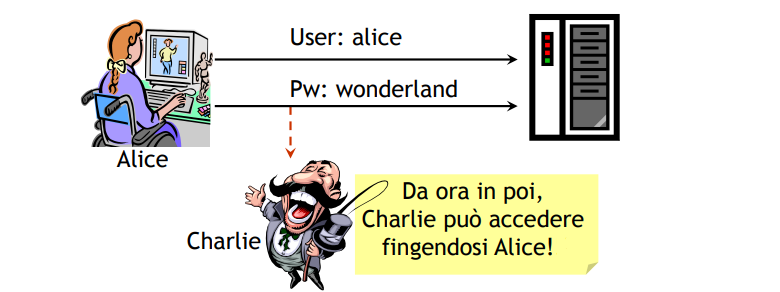 User: alice
Pw: wonderland
Alice
Charlie
Da ora in poi,
Charlie può accedere
fingendosi Alice!